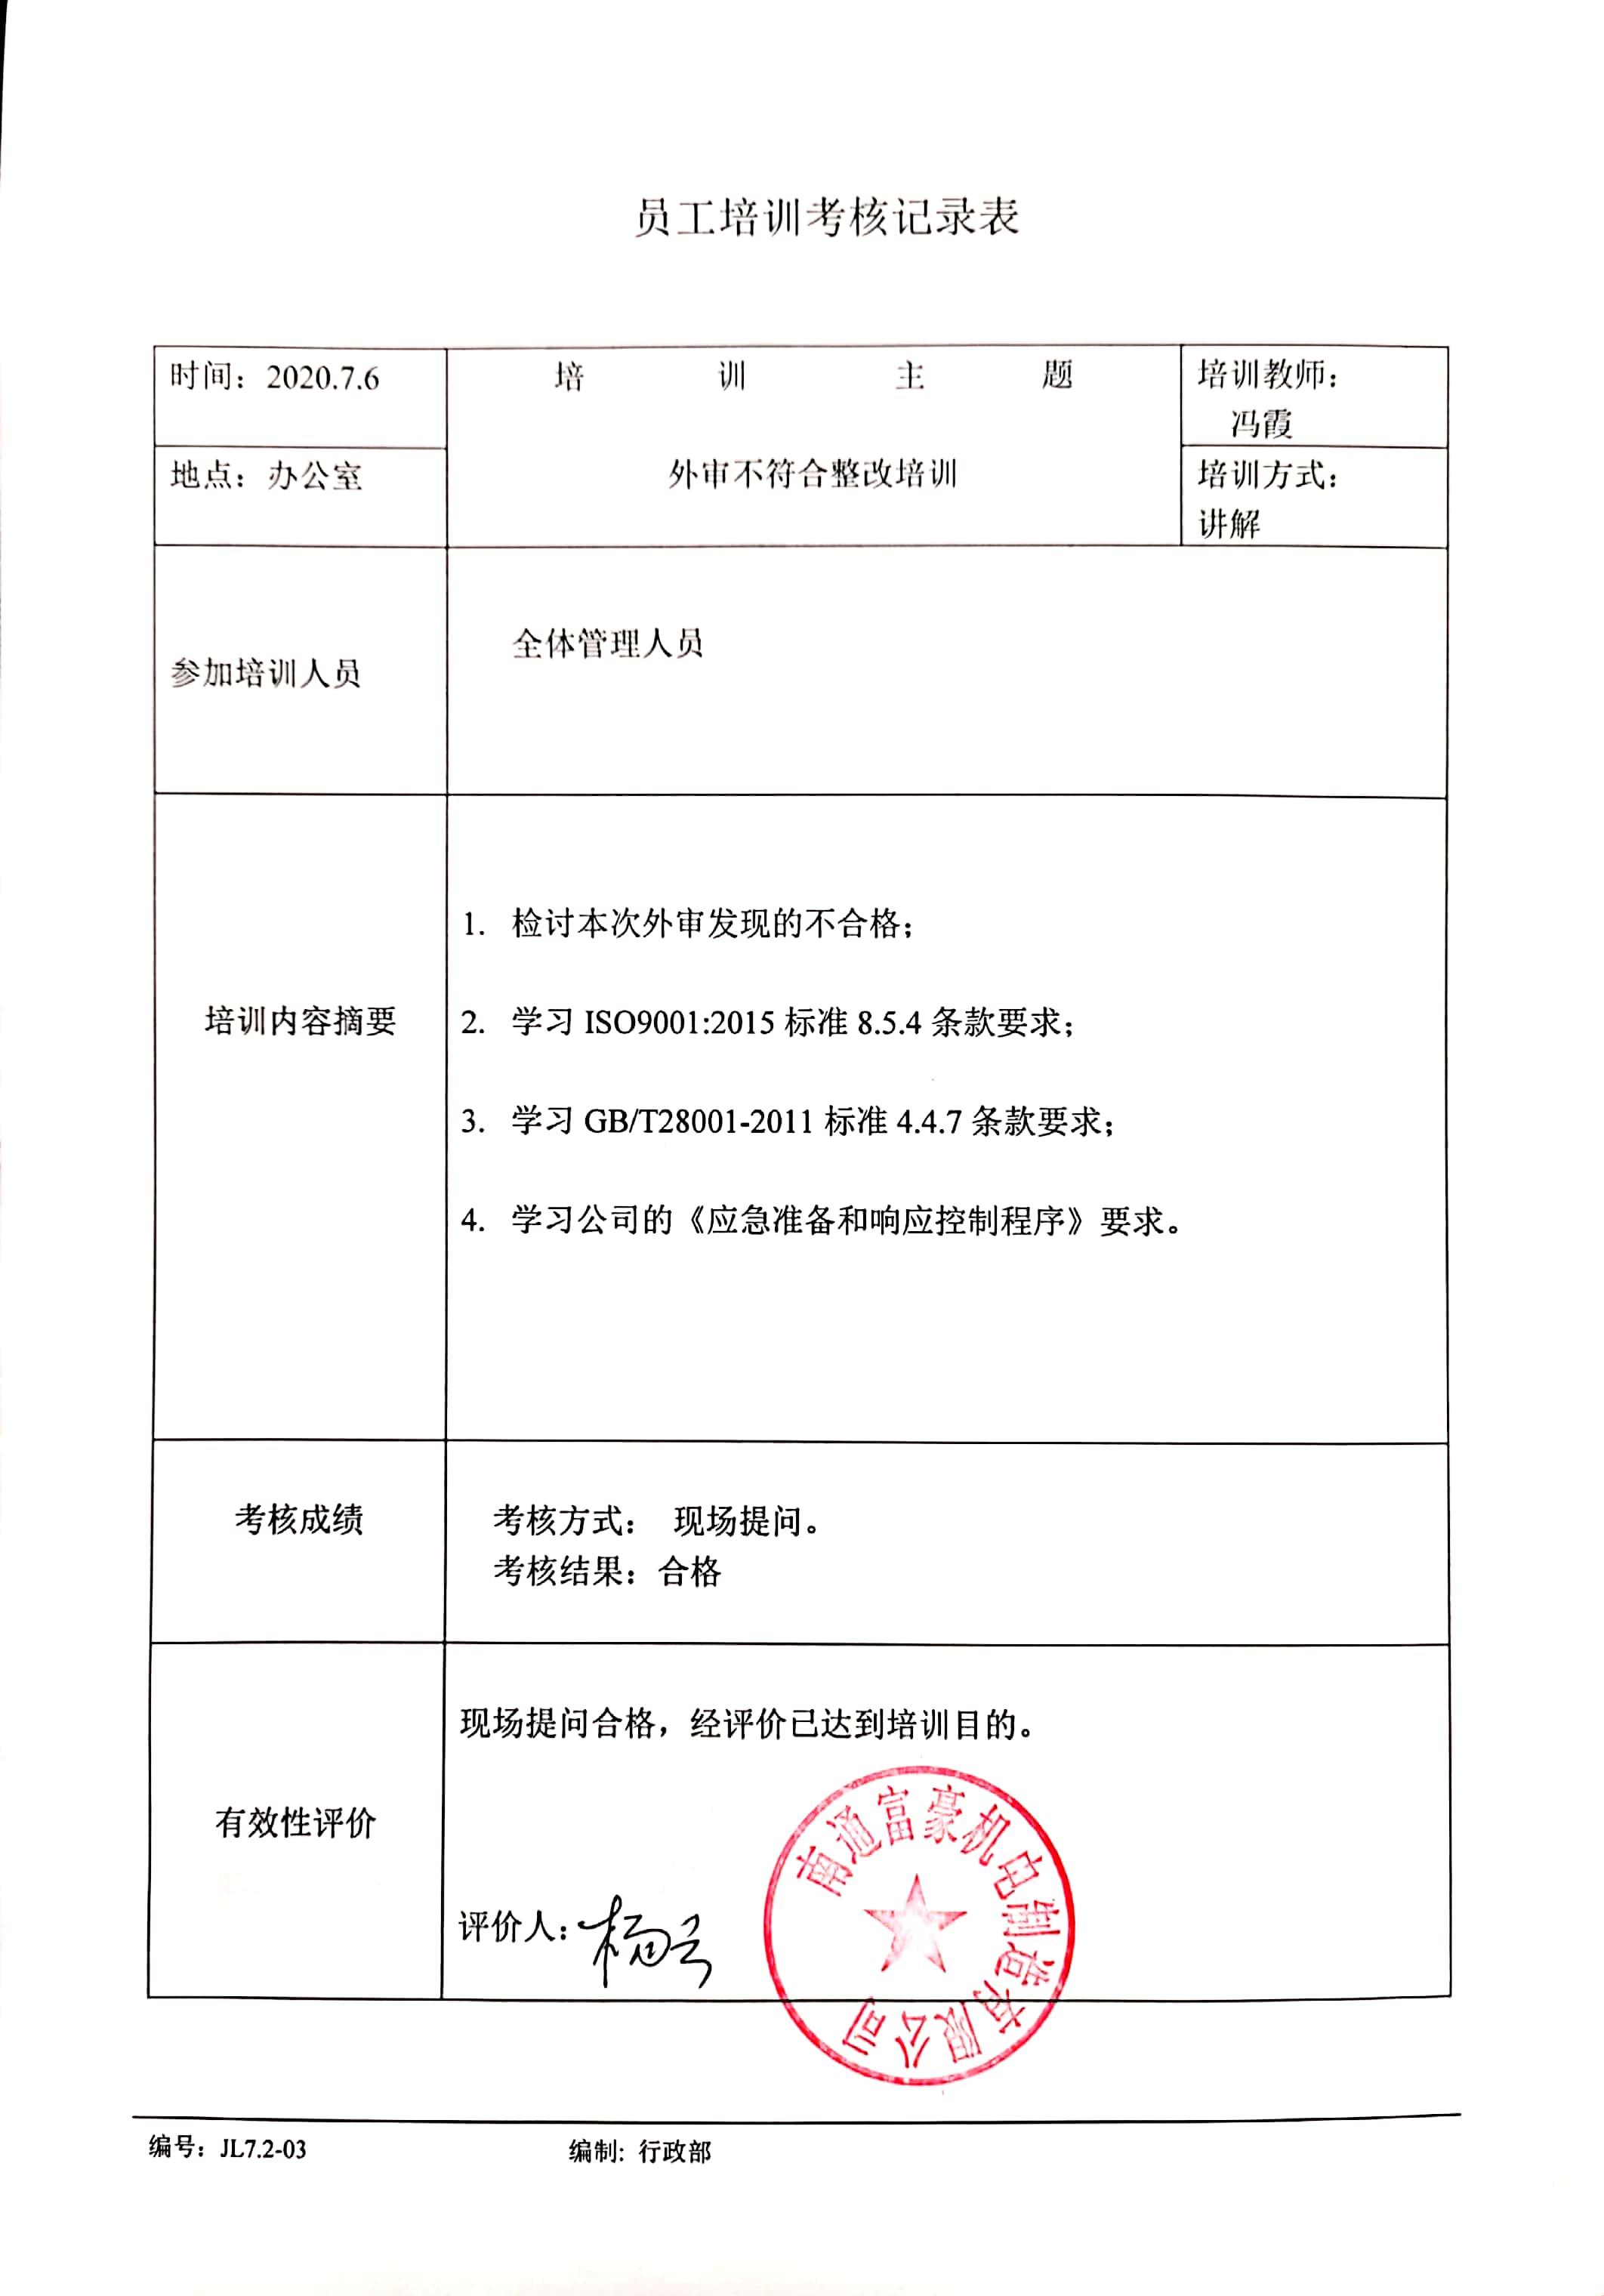 员工培训考核记录表
时间：2020.7.6
培 训 主 题
培训教师：
冯霞
地点：办公室
外审不符合整改培训
培训方式：
讲解
参加培训人员
全体管理人员
培训内容摘要
1. 检讨本次外审发现的不合格；
2. 学习 ISO9001:2015 标准 8.5.4 条款要求；
3. 学习 GB/T28001-2011 标准 4.4.7 条款要求；
4. 学习公司的《应急准备和响应控制程序》要求。
考核成绩
考核方式： 现场提问。
考核结果：合格
有效性评价
现场提问合格，经评价已达到培训目的。
评价人：杨云
南通富豪机电制造有限公司
编号：JL7.2-03
编制: 行政部